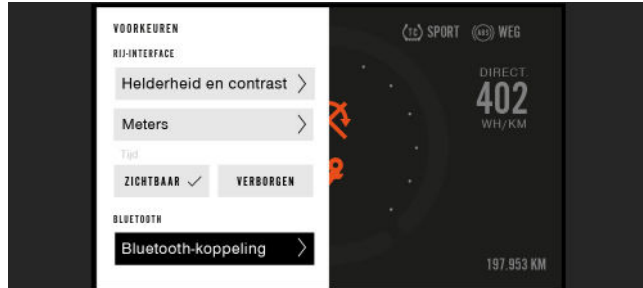 VOORKEUREN
RIJ-INTERFACE
Helderheid en contrast
Meters
Tijd
ZICHTBAAR VERBORGEN
BLUETOOTH
Bluetooth-koppeling
TC SPORT ABS WEG
DIRECT.
402
WH/KM
197.953 KM